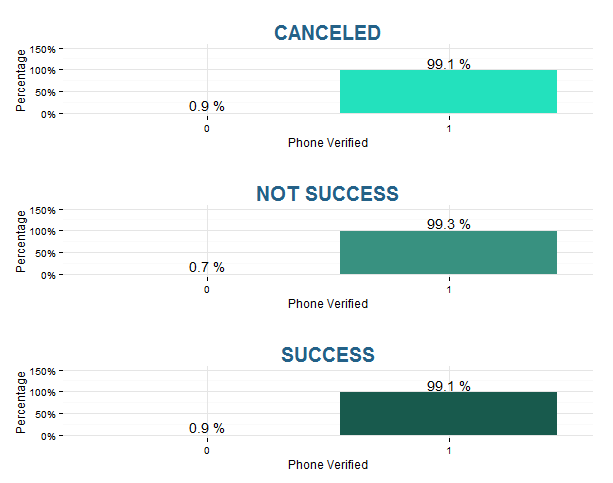 CANCELED
Percentage
150%
100%
50%
0%
99.1 %
0.9 %
0 1
Phone Verified
NOT SUCCESS
Percentage
150%
100%
50%
0%
99.3 %
0.7 %
0 1
Phone Verified
SUCCESS
Percentage
150%
100%
50%
0%
99.1 %
0.9 %
0 1
Phone Verified